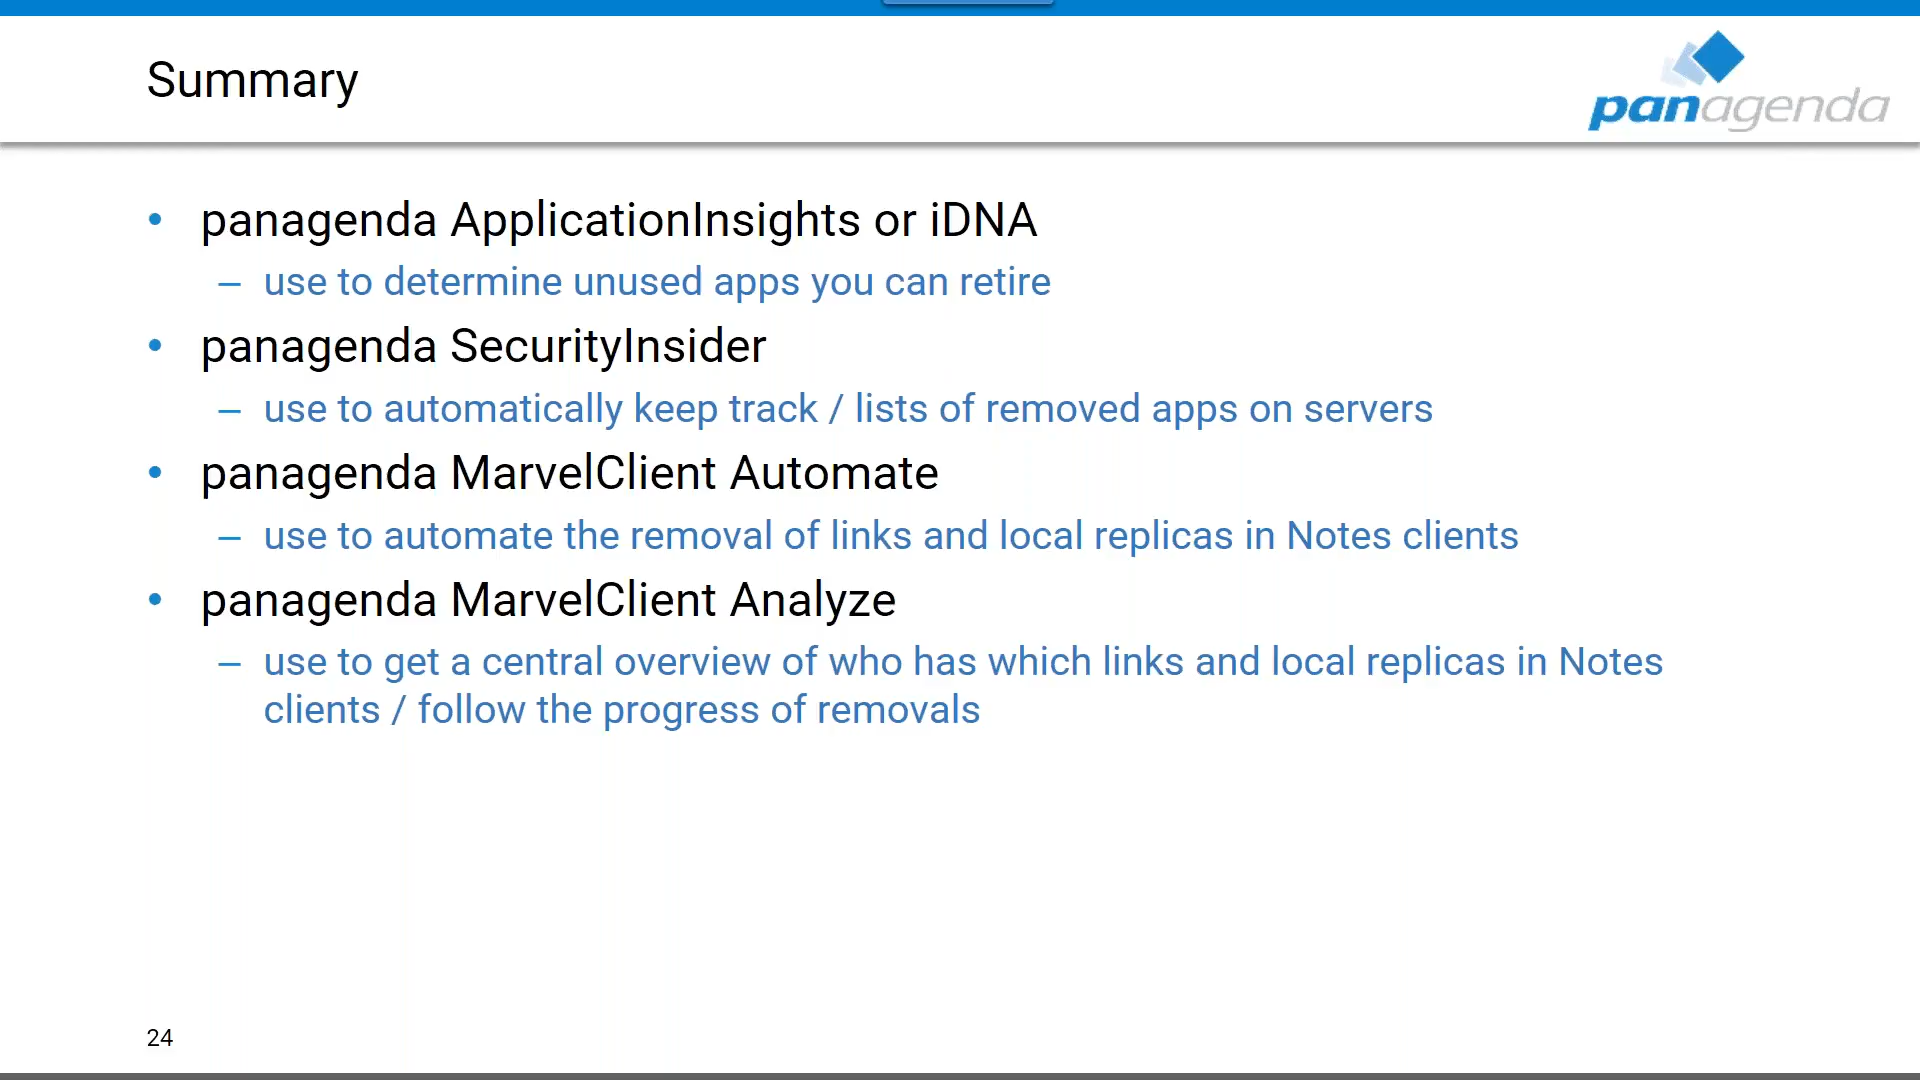 Summary
panagenda
• panagenda ApplicationInsights or iDNA
– use to determine unused apps you can retire
• panagenda SecurityInsider
– use to automatically keep track / lists of removed apps on servers
• panagenda MarvelClient Automate
– use to automate the removal of links and local replicas in Notes clients
• panagenda MarvelClient Analyze
– use to get a central overview of who has which links and local replicas in Notes
clients / follow the progress of removals
24